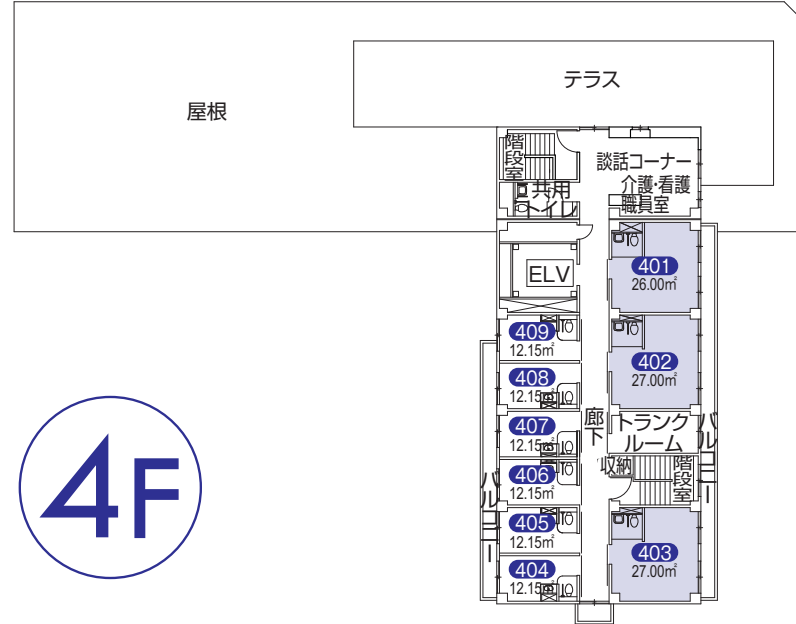 屋根
テラス
階段室
談話コーナー
介護・看護
職員室
共用
トイレ
ELV
401
26.00㎡
409
12.15㎡
402
27.00㎡
408
12.15㎡
407
12.15㎡
廊下
トランク
ルーム
バルコニー
406
12.15㎡
収納
階段室
バルコニー
405
12.15㎡
403
27.00㎡
404
12.15㎡
4F